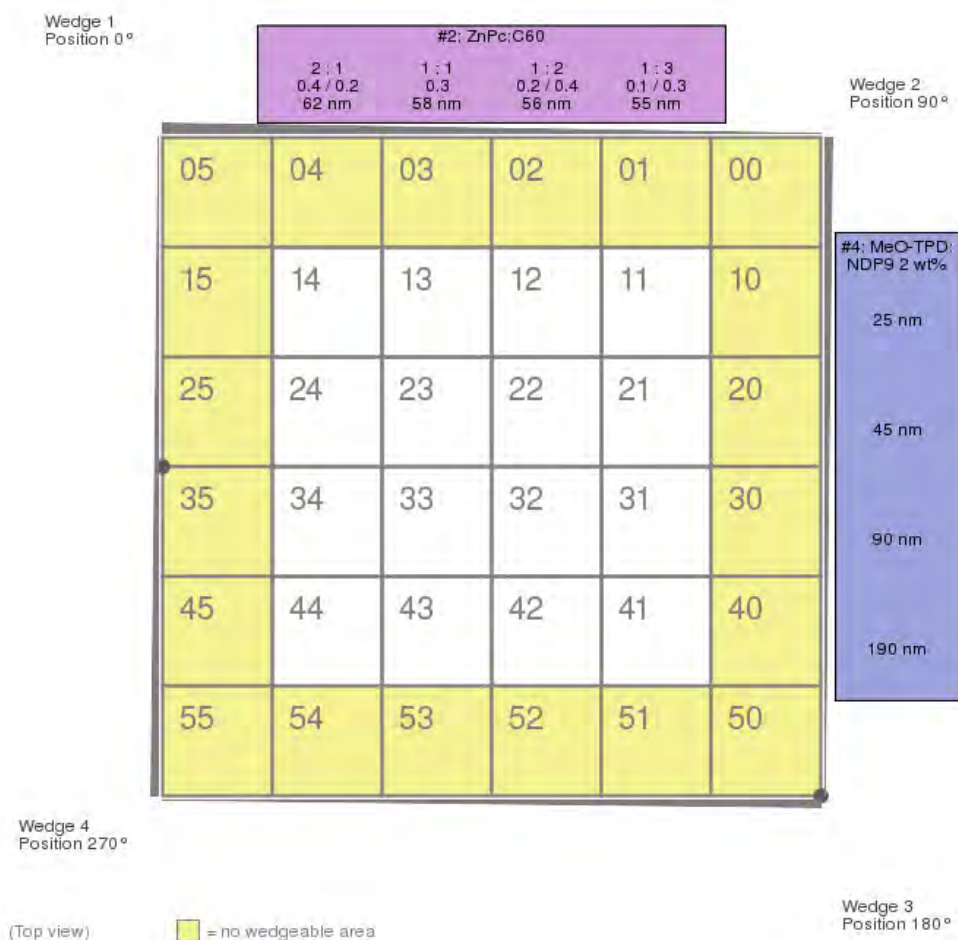 Wedge 1
Position 0°
#2: ZnPc:C60
2 : 1 1 : 1 1 : 2 1 : 3
0.4 / 0.2 0.3 0.2 / 0.4 0.1 / 0.3
62 nm 58 nm 56 nm 55 nm
Wedge 2
Position 90°
05 04 03 02 01 00
#4: MeO-TPD:
NDP9 2 wt%
15 14 13 12 11 10
25 nm
25 24 23 22 21 20
45 nm
35 34 33 32 31 30
90 nm
45 44 43 42 41 40
190 nm
55 54 53 52 51 50
Wedge 4
Position 270°
Wedge 3
Position 180°
(Top view) = no wedgeable area